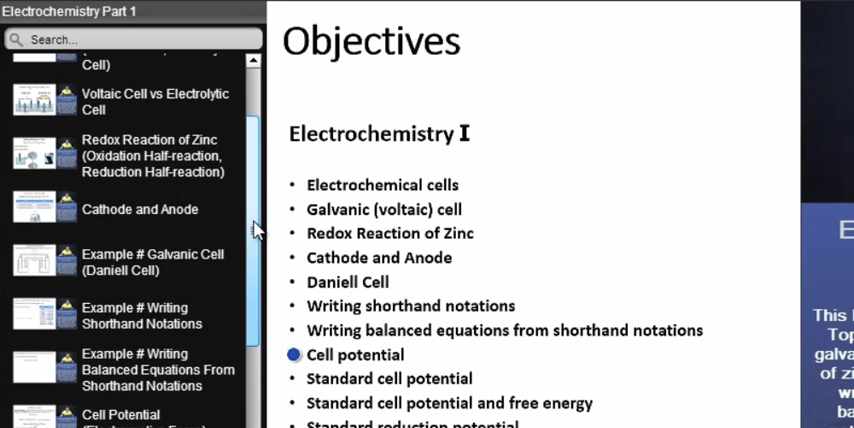 Electrochemistry Part 1
Search...
Cell)
Voltaic Cell vs Electrolytic
Cell
Redox Reaction of Zinc
(Oxidation Half-reaction,
Reduction Half-reaction)
Cathode and Anode
Example # Galvanic Cell
(Daniell Cell)
Example # Writing
Shorthand Notations
Example # Writing
Balanced Equations From
Shorthand Notations
Cell Potential
Objectives
Electrochemistry I
• Electrochemical cells
• Galvanic (voltaic) cell
• Redox Reaction of Zinc
• Cathode and Anode
• Daniell Cell
• Writing shorthand notations
• Writing balanced equations from shorthand notations
• Cell potential
• Standard cell potential
• Standard cell potential and free energy
• Standard reduction potential
E
This
Top
galva
of zi
w
ba